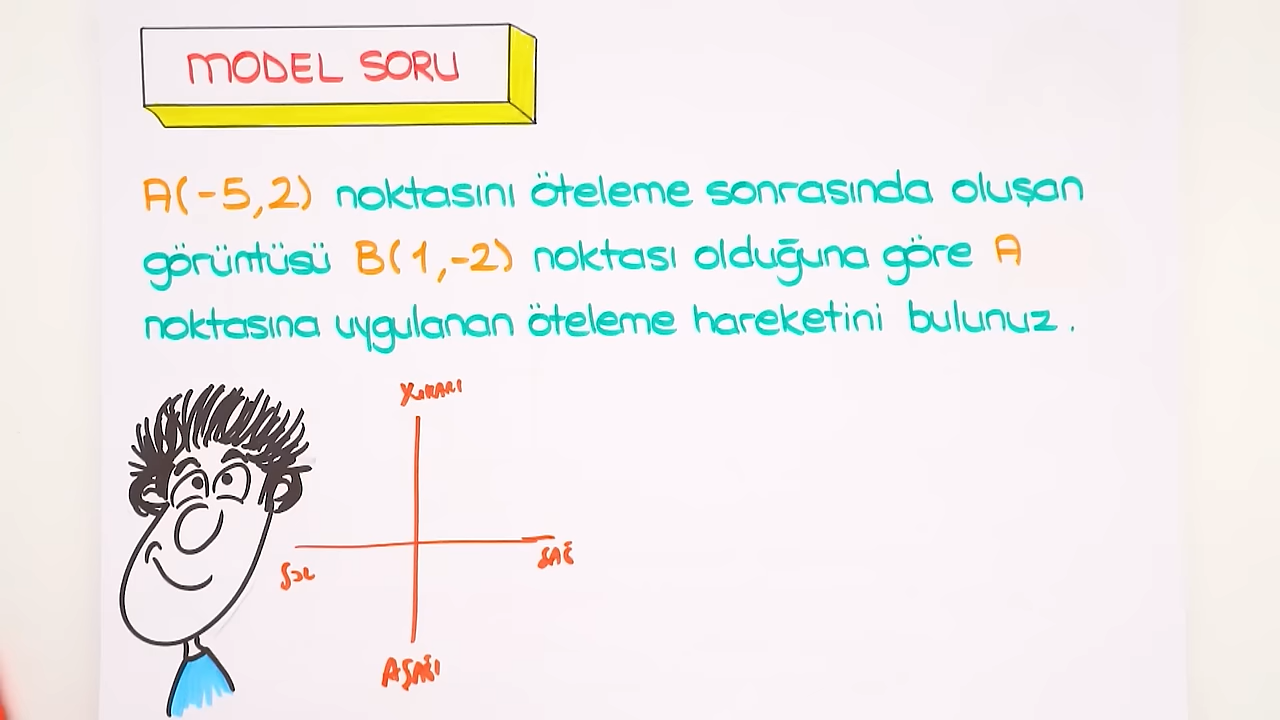 MODEL SORU
A(-5,2) noktasını öteleme sonrasında oluşan
görüntüsü B(1,-2) noktası olduğuna göre A
noktasına uygulanan öteleme hareketini bulunuz.
YUKARI
SOL
SAĞ
AŞAĞI